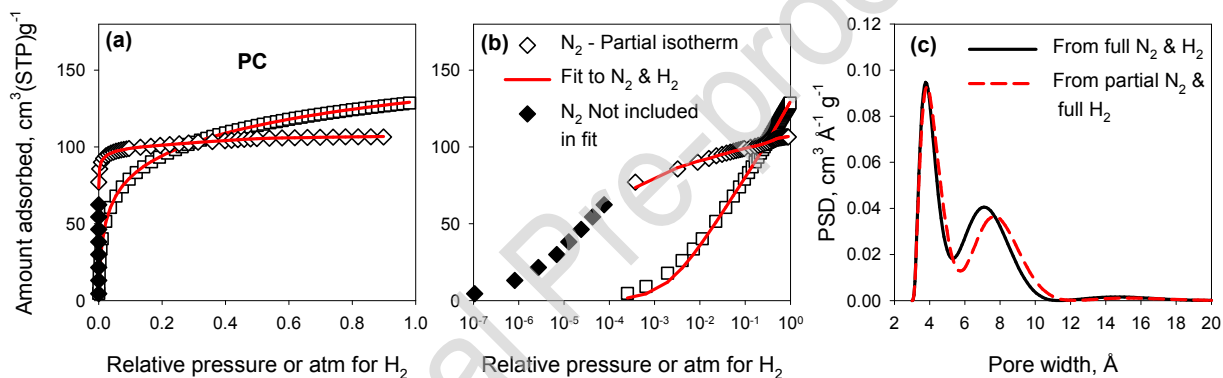 (a)
PC
Amount adsorbed, cm³(STP)g⁻¹
150
100
50
0
0.0 0.2 0.4 0.6 0.8 1.0
Relative pressure or atm for H₂
(b)
N₂ - Partial isotherm
Fit to N₂ & H₂
N₂ Not included
in fit
150
100
50
0
10⁻⁷ 10⁻⁶ 10⁻⁵ 10⁻⁴ 10⁻³ 10⁻² 10⁻¹ 10⁰
Relative pressure or atm for H₂
(c)
From full N₂ & H₂
From partial N₂ &
full H₂
PSD, cm³ Å⁻¹ g⁻¹
0.12
0.10
0.08
0.06
0.04
0.02
0.00
2 4 6 8 10 12 14 16 18 20
Pore width, Å
al Pre-proo